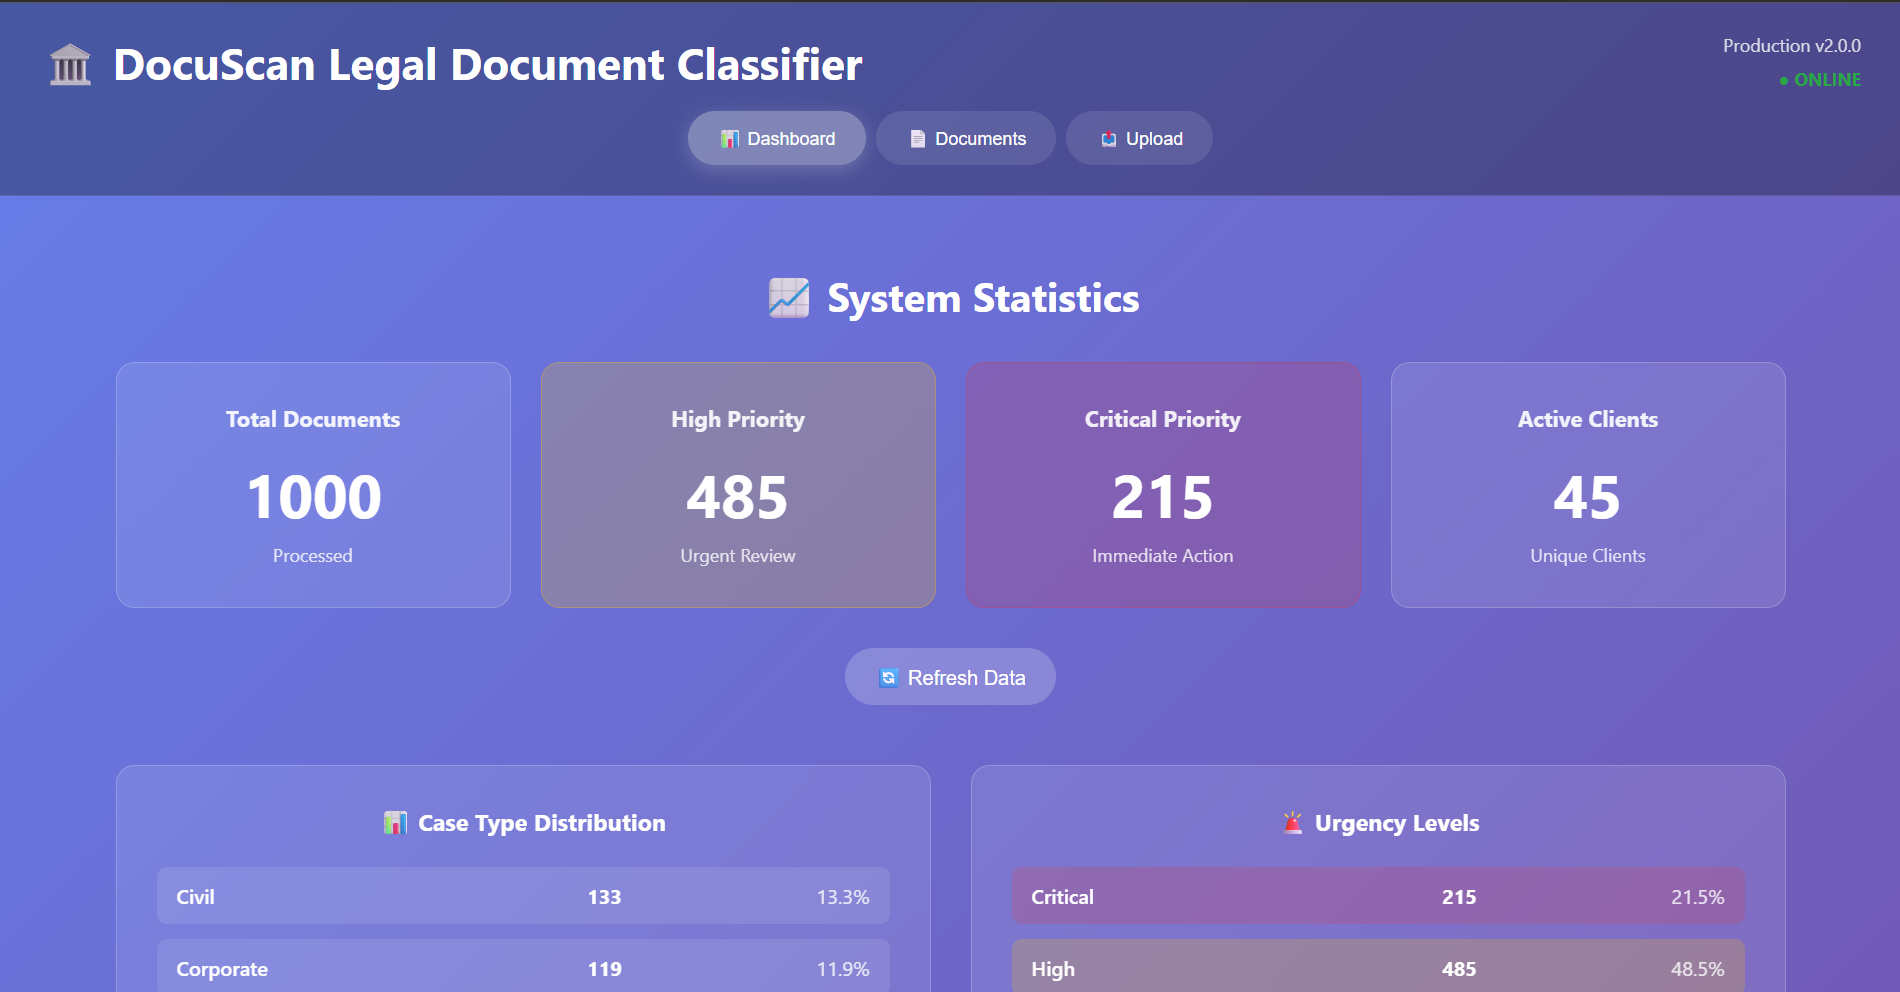 DocuScan Legal Document Classifier
Production v2.0.0
● ONLINE
Dashboard
Documents
Upload
System Statistics
Total Documents
1000
Processed
High Priority
485
Urgent Review
Critical Priority
215
Immediate Action
Active Clients
45
Unique Clients
Refresh Data
Case Type Distribution
Civil 133 13.3%
Corporate 119 11.9%
Urgency Levels
Critical 215 21.5%
High 485 48.5%